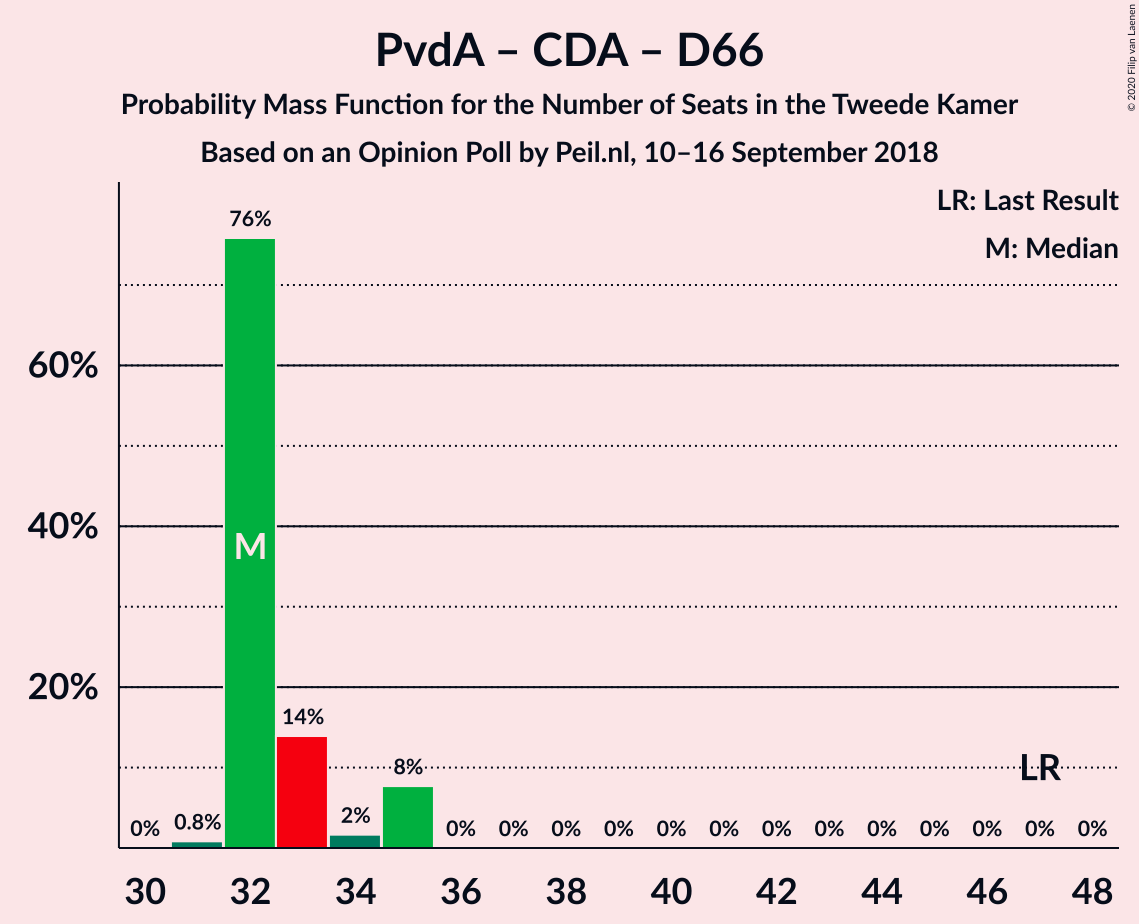 PvdA – CDA – D66
Probability Mass Function for the Number of Seats in the Tweede Kamer
Based on an Opinion Poll by Peil.nl, 10–16 September 2018
© 2020 Filip van Laenen
LR: Last Result
M: Median
76%
60%
40%
M
20%
14%
8%
LR
0% 0.8% 2% 0% 0% 0% 0% 0% 0% 0% 0% 0% 0% 0% 0% 0%
30 32 34 36 38 40 42 44 46 48